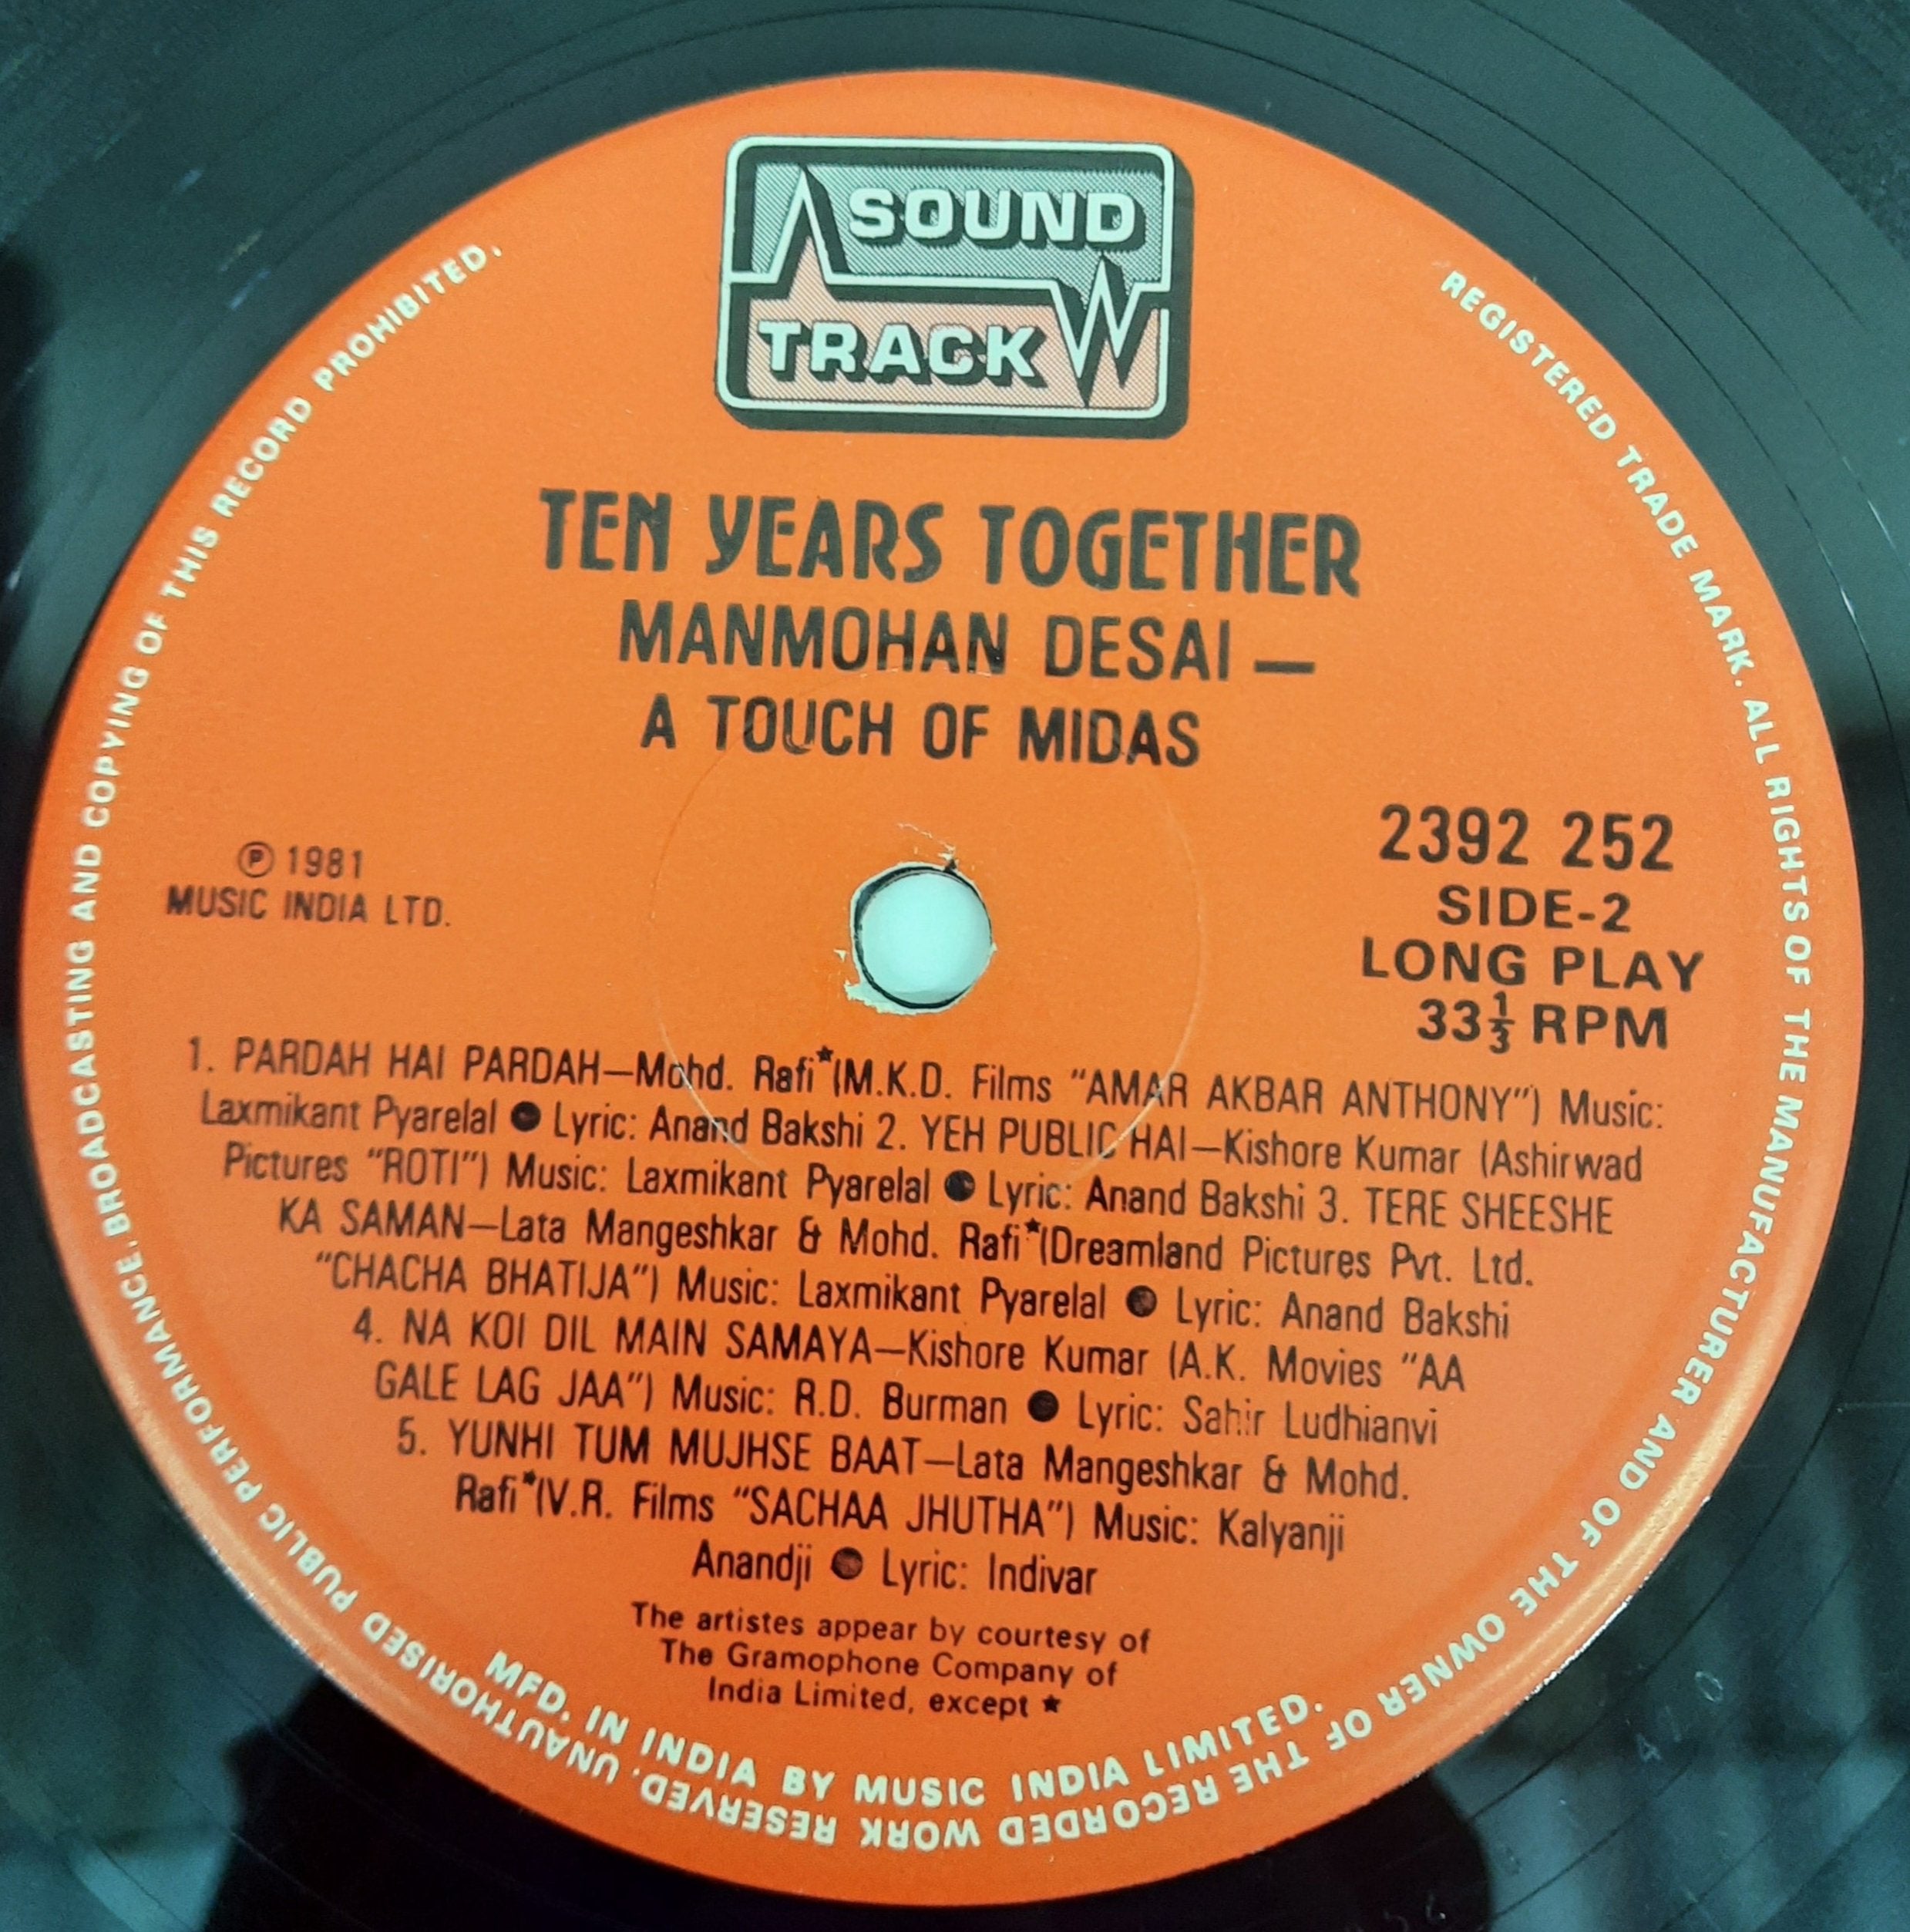 SOUND
TRACK
TEN YEARS TOGETHER
MANMOHAN DESAI —
A TOUCH OF MIDAS
℗ 1981
MUSIC INDIA LTD.
2392 252
SIDE-2
LONG PLAY
33⅓ RPM
1. PARDAH HAI PARDAH—Mohd. Rafi★(M.K.D. Films “AMAR AKBAR ANTHONY”) Music:
Laxmikant Pyarelal ● Lyric: Anand Bakshi 2. YEH PUBLIC HAI—Kishore Kumar (Ashirwad
Pictures “ROTI”) Music: Laxmikant Pyarelal ● Lyric: Anand Bakshi 3. TERE SHEESHE
KA SAMAN—Lata Mangeshkar & Mohd. Rafi★(Dreamland Pictures Pvt. Ltd.
“CHACHA BHATIJA”) Music: Laxmikant Pyarelal ● Lyric: Anand Bakshi
4. NA KOI DIL MAIN SAMAYA—Kishore Kumar (A.K. Movies “AA
GALE LAG JAA”) Music: R.D. Burman ● Lyric: Sahir Ludhianvi
5. YUNHI TUM MUJHSE BAAT—Lata Mangeshkar & Mohd.
Rafi★(V.R. Films “SACHAA JHUTHA”) Music: Kalyanji
Anandji ● Lyric: Indivar
The artistes appear by courtesy of
The Gramophone Company of
India Limited, except ★
MFD. IN INDIA BY MUSIC INDIA LIMITED.
REGISTERED TRADE MARK. ALL RIGHTS OF THE MANUFACTURER AND OF THE OWNER OF THE RECORDED WORK RESERVED. UNAUTHORISED PUBLIC PERFORMANCE. BROADCASTING AND COPYING OF THIS RECORD PROHIBITED.